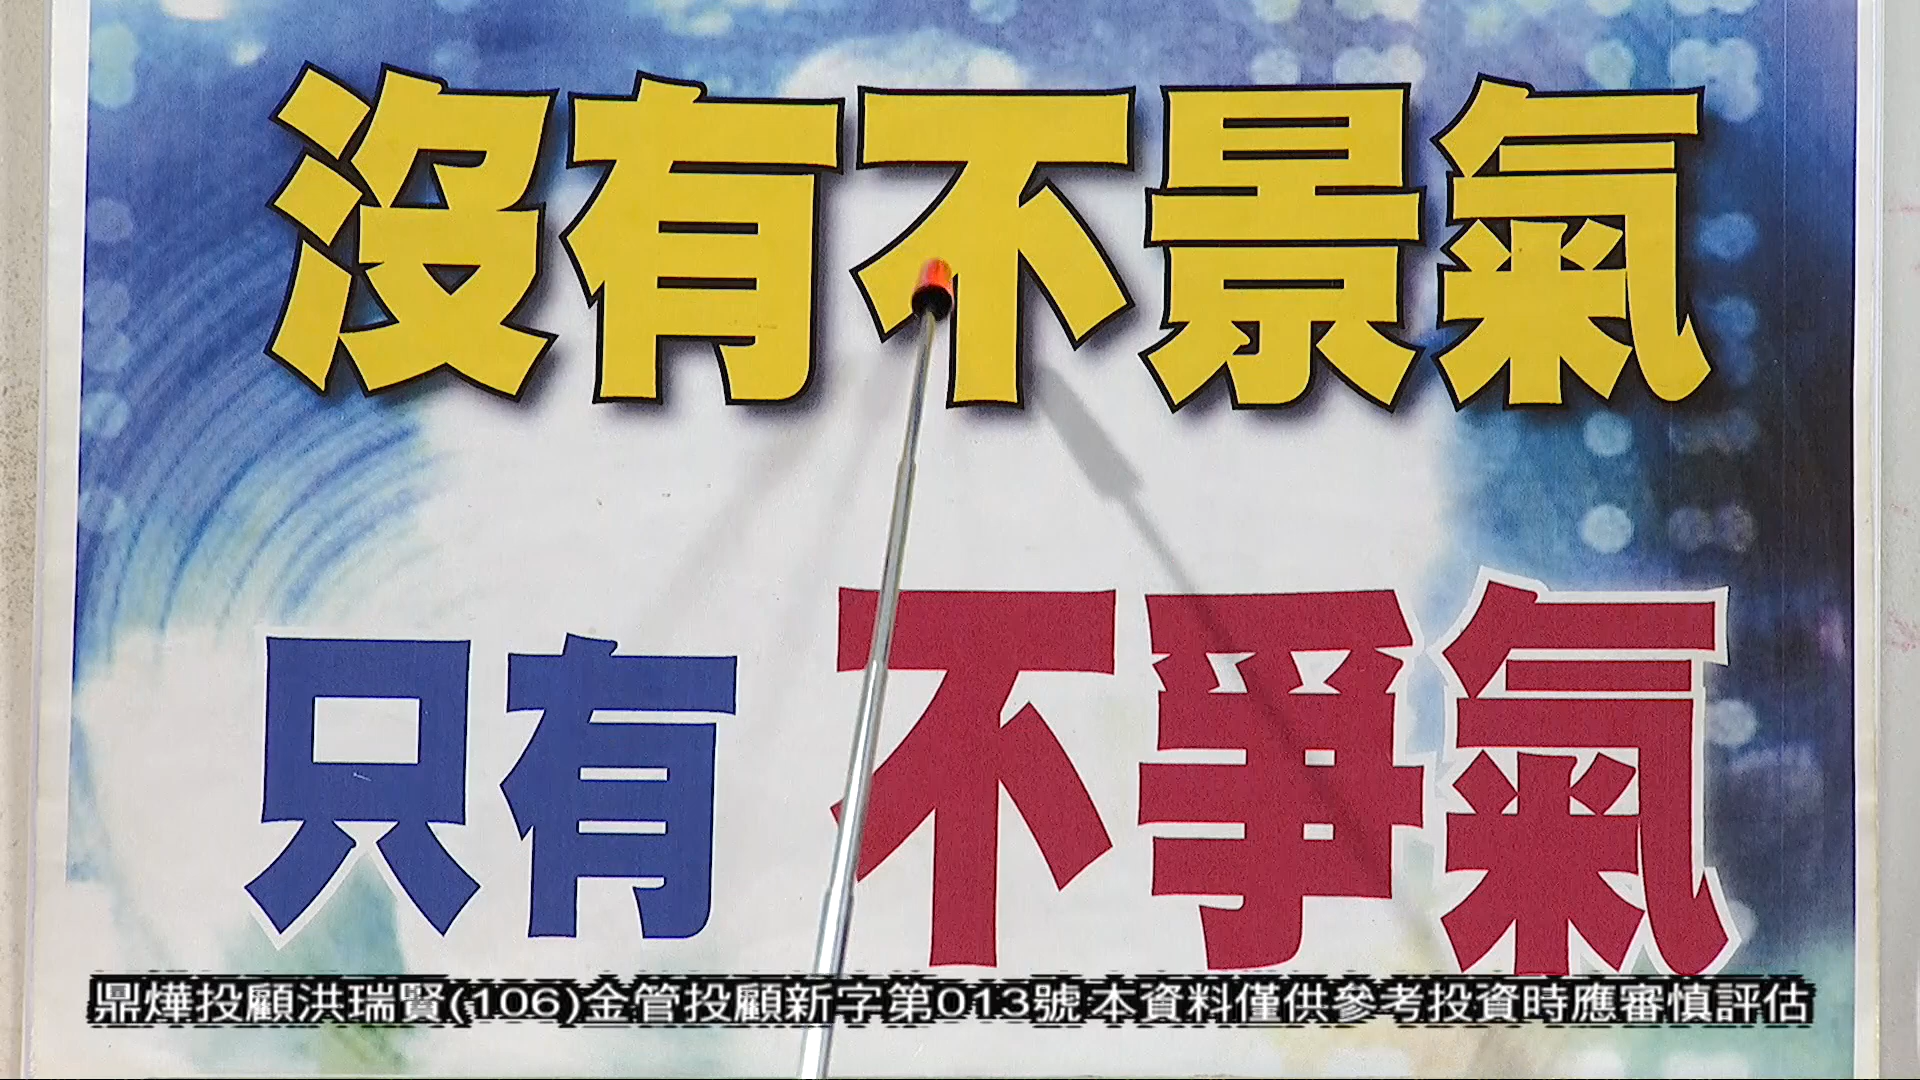 沒有不景氣
只有 不爭氣
鼎燁投顧洪瑞賢(106)金管投顧新字第013號 本資料僅供參考投資時應審慎評估